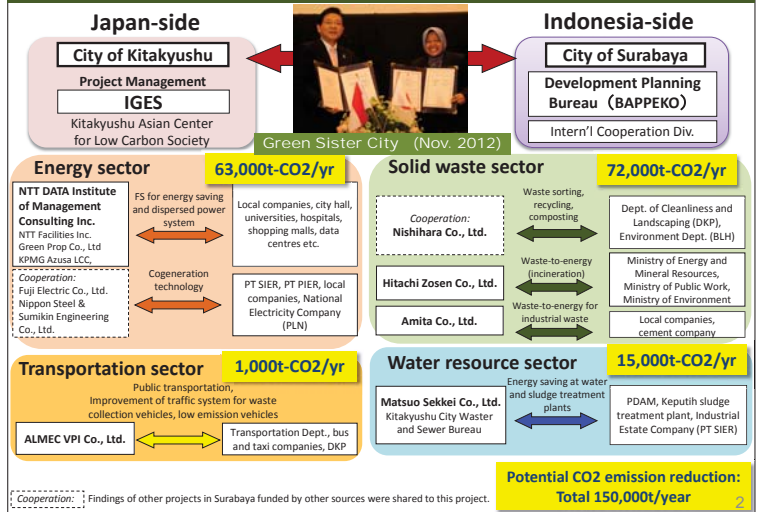 Japan-side
Indonesia-side
City of Kitakyushu
Project Management
IGES
Kitakyushu Asian Center
for Low Carbon Society
City of Surabaya
Development Planning
Bureau（BAPPEKO）
Intern'l Cooperation Div.
Green Sister City (Nov. 2012)
Energy sector
63,000t-CO2/yr
NTT DATA Institute
of Management
Consulting Inc.
NTT Facilities Inc.
Green Prop Co., Ltd
KPMG Azusa LCC,
FS for energy saving
and dispersed power
system
Local companies, city hall,
universities, hospitals,
shopping malls, data
centres etc.
Cooperation:
Fuji Electric Co., Ltd.
Nippon Steel &
Sumikin Engineering
Co., Ltd.
Cogeneration
technology
PT SIER, PT PIER, local
companies, National
Electricity Company
(PLN)
Solid waste sector
72,000t-CO2/yr
Cooperation:
Nishihara Co., Ltd.
Waste sorting,
recycling,
composting
Dept. of Cleanliness and
Landscaping (DKP),
Environment Dept. (BLH)
Hitachi Zosen Co., Ltd.
Waste-to-energy
(incineration)
Ministry of Energy and
Mineral Resources,
Ministry of Public Work,
Ministry of Environment
Amita Co., Ltd.
Waste-to-energy for
industrial waste
Local companies,
cement company
Transportation sector
1,000t-CO2/yr
Public transportation,
Improvement of traffic system for waste
collection vehicles, low emission vehicles
ALMEC VPI Co., Ltd.
Transportation Dept., bus
and taxi companies, DKP
Water resource sector
15,000t-CO2/yr
Matsuo Sekkei Co., Ltd.
Kitakyushu City Waster
and Sewer Bureau
Energy saving at water
and sludge treatment
plants
PDAM, Keputih sludge
treatment plant, Industrial
Estate Company (PT SIER)
Cooperation: Findings of other projects in Surabaya funded by other sources were shared to this project.
Potential CO2 emission reduction:
Total 150,000t/year
2